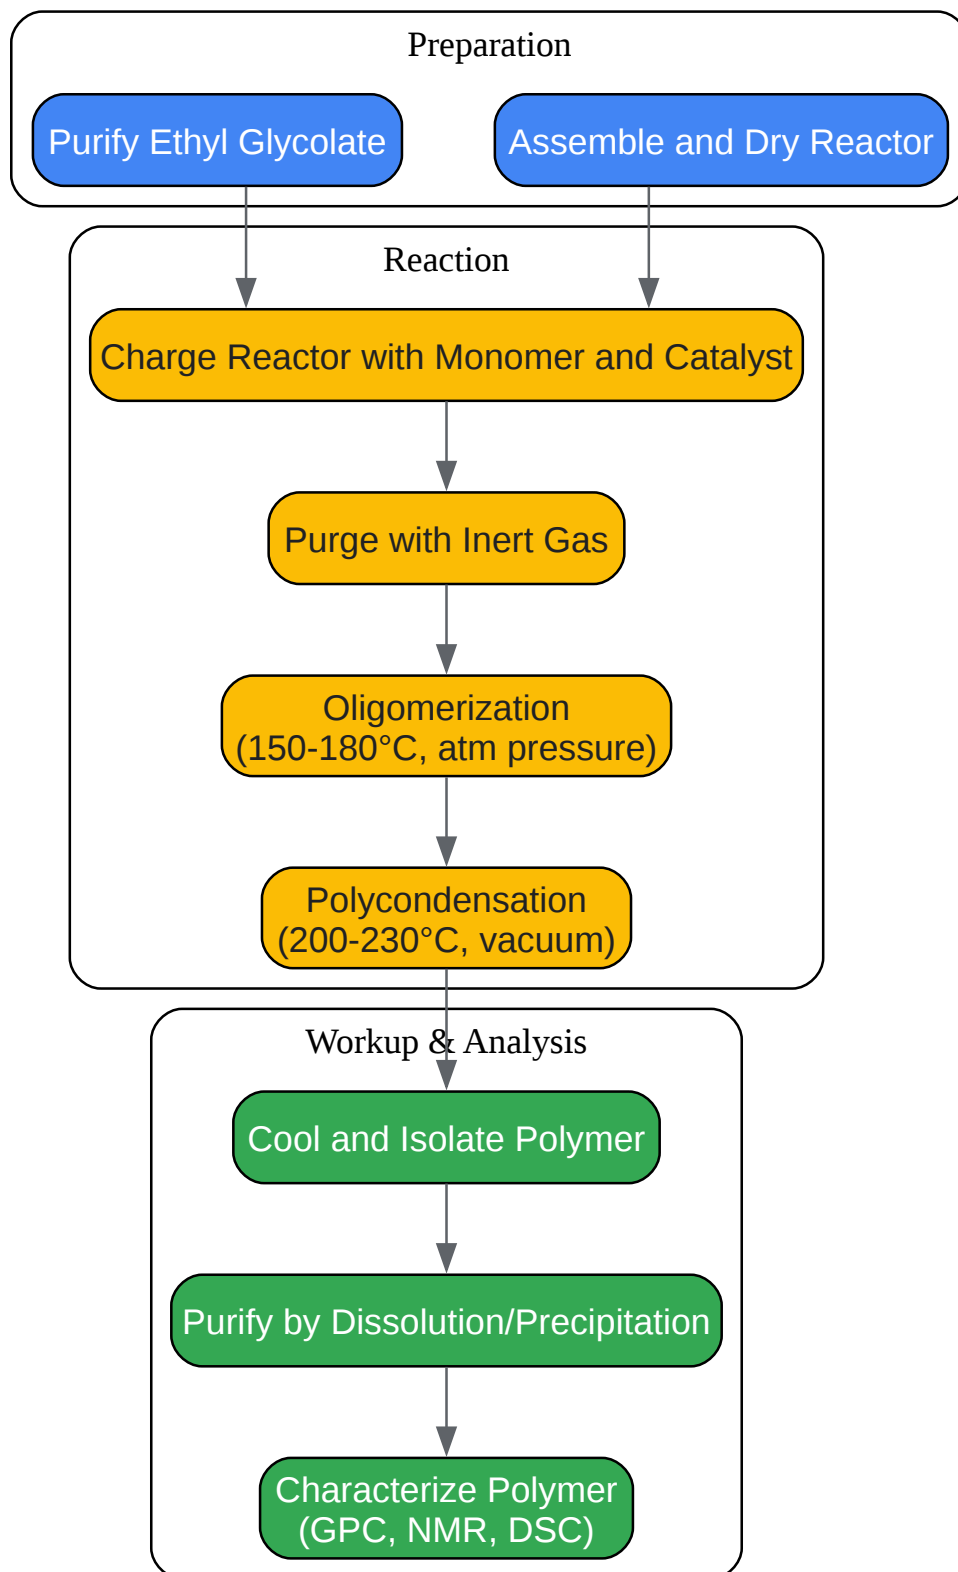 Preparation
Purify Ethyl Glycolate
Assemble and Dry Reactor
Reaction
Charge Reactor with Monomer and Catalyst
Purge with Inert Gas
Oligomerization
(150-180°C, atm pressure)
Polycondensation
(200-230°C, vacuum)
Workup & Analysis
Cool and Isolate Polymer
Purify by Dissolution/Precipitation
Characterize Polymer
(GPC, NMR, DSC)